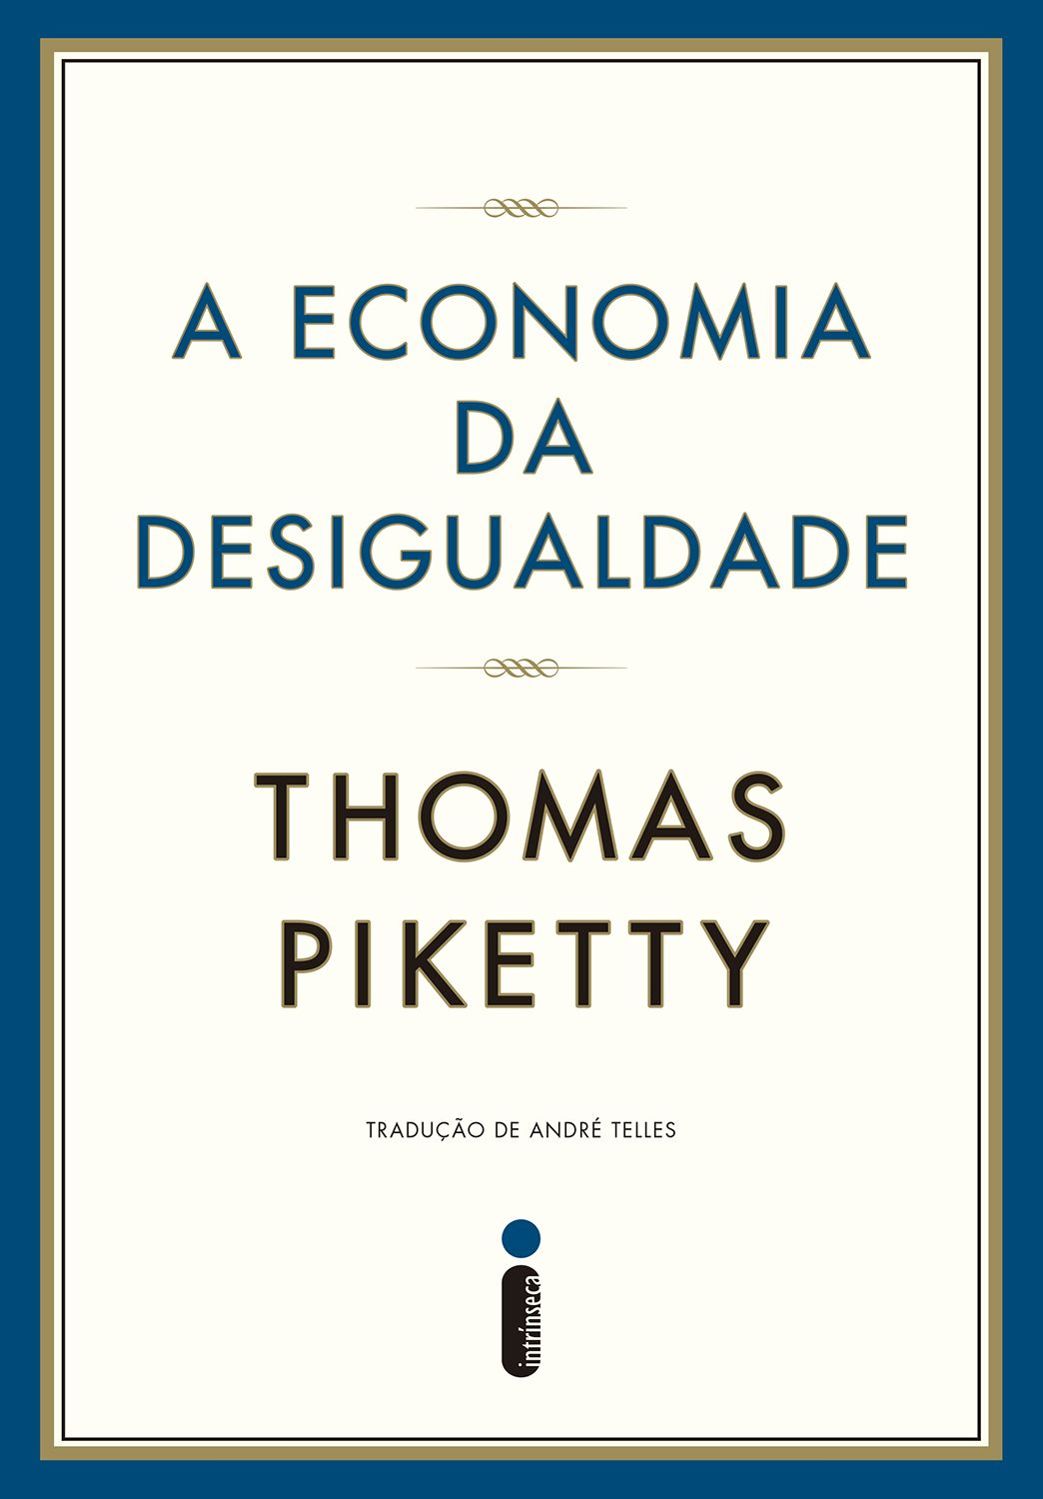 A ECONOMIA
DA
DESIGUALDADE
THOMAS
PIKETTY
TRADUÇÃO DE ANDRÉ TELLES
intrínseca